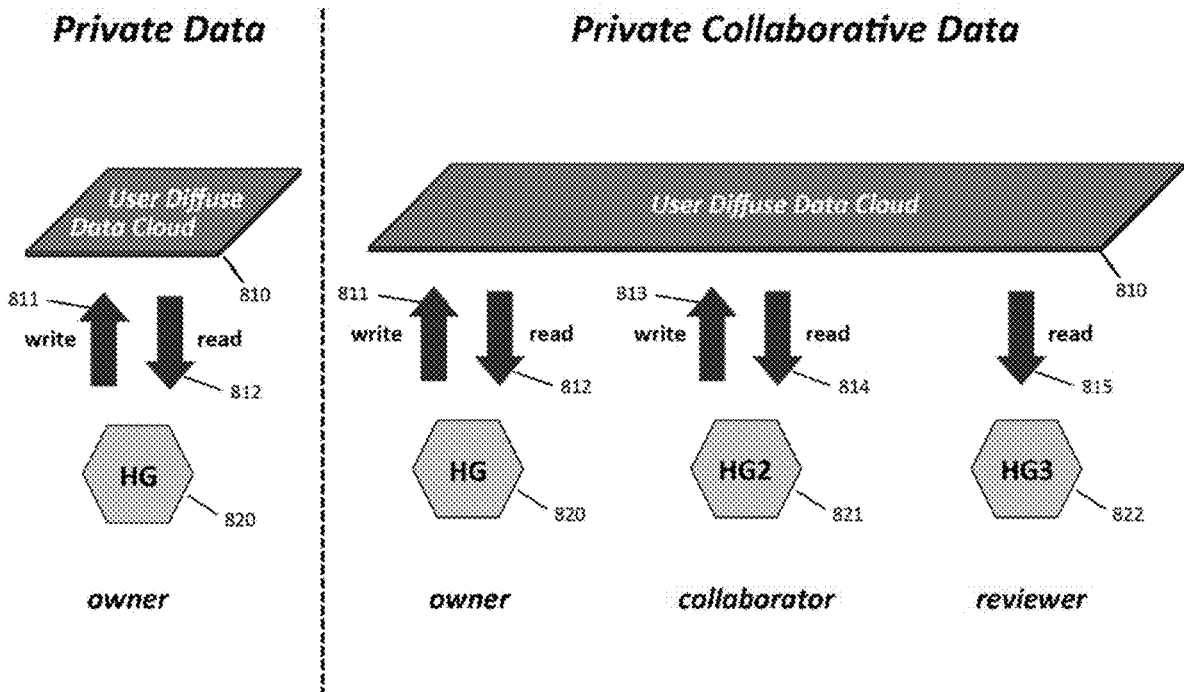 Private Data
User Diffuse
Data Cloud
810
811
write
read
812
HG
820
owner
Private Collaborative Data
User Diffuse Data Cloud
810
811
write
read
812
813
write
read
814
read
815
HG
820
HG2
821
HG3
822
owner
collaborator
reviewer